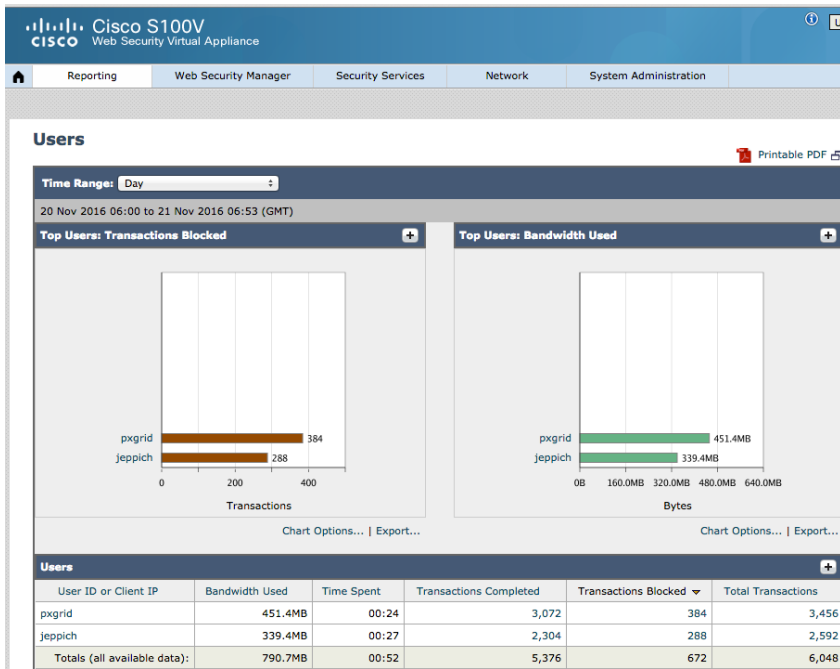 Cisco S100V
CISCO Web Security Virtual Appliance
Reporting Web Security Manager Security Services Network System Administration
Users
Printable PDF
Time Range: Day
20 Nov 2016 06:00 to 21 Nov 2016 06:53 (GMT)
Top Users: Transactions Blocked
pxgrid 384
jeppich 288
0 200 400
Transactions
Chart Options... | Export...
Top Users: Bandwidth Used
pxgrid 451.4MB
jeppich 339.4MB
0B 160.0MB 320.0MB 480.0MB 640.0MB
Bytes
Chart Options... | Export...
Users
User ID or Client IP Bandwidth Used Time Spent Transactions Completed Transactions Blocked Total Transactions
pxgrid 451.4MB 00:24 3,072 384 3,456
jeppich 339.4MB 00:27 2,304 288 2,592
Totals (all available data): 790.7MB 00:52 5,376 672 6,048